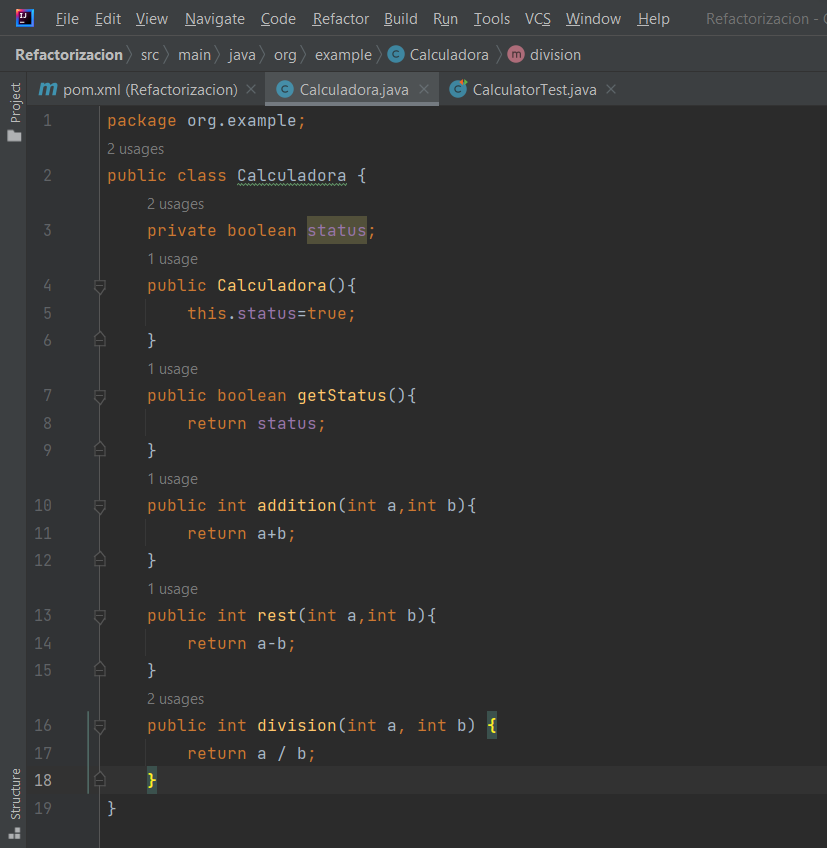 File Edit View Navigate Code Refactor Build Run Tools VCS Window Help Refactorizacion -
Refactorizacion src main java org example Calculadora division
Project
pom.xml (Refactorizacion) Calculadora.java CalculatorTest.java
1 package org.example;
2 usages
2 public class Calculadora {
2 usages
3 private boolean status;
1 usage
4 public Calculadora(){
5 this.status=true;
6 }
1 usage
7 public boolean getStatus(){
8 return status;
9 }
1 usage
10 public int addition(int a,int b){
11 return a+b;
12 }
1 usage
13 public int rest(int a,int b){
14 return a-b;
15 }
2 usages
16 public int division(int a, int b) {
17 return a / b;
18 }
19 }
Structure